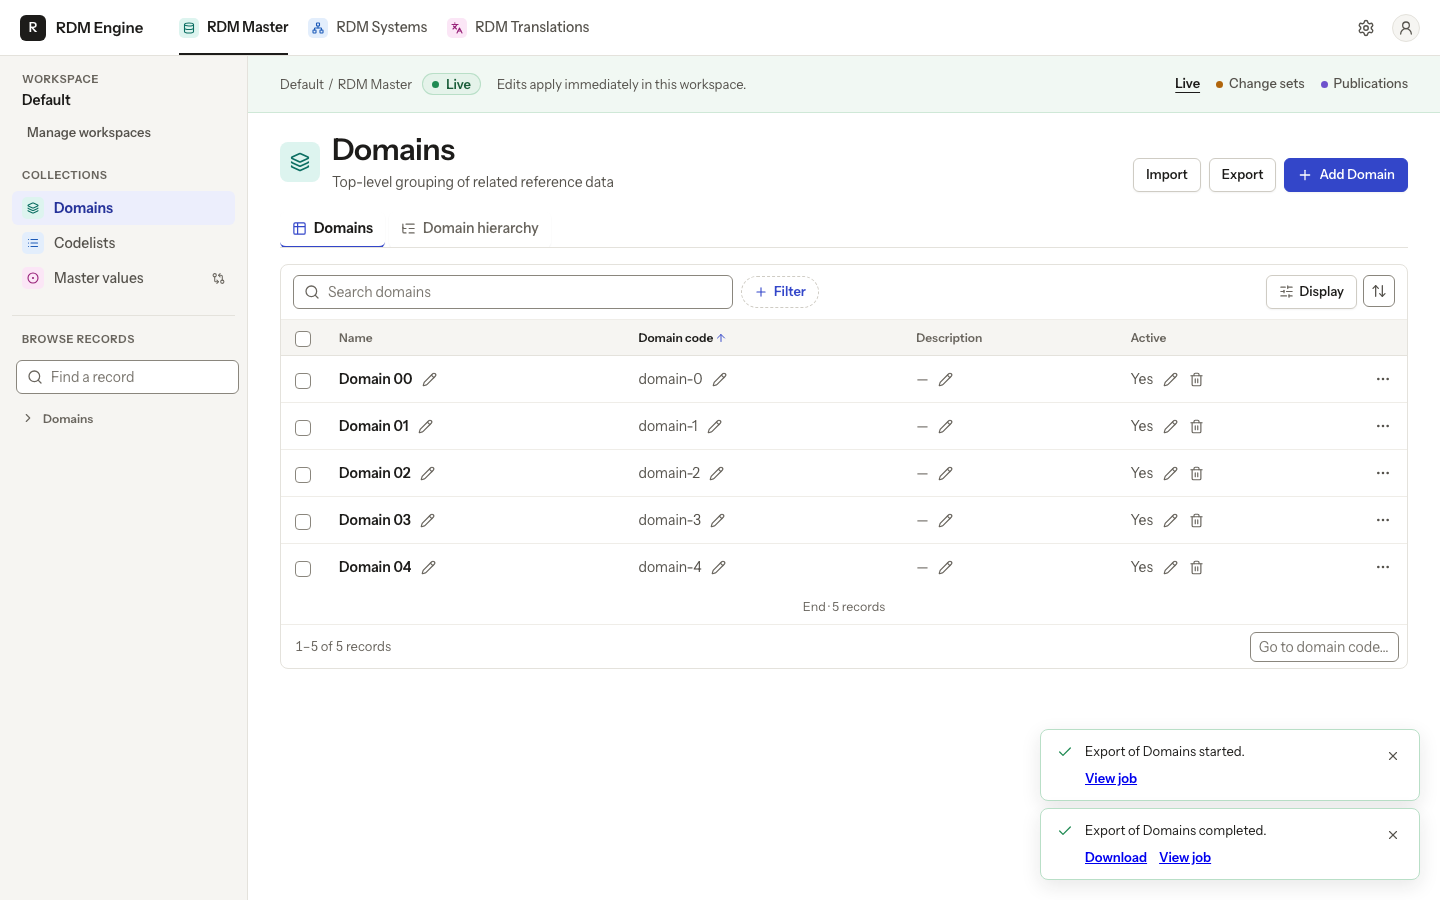 R RDM Engine RDM Master RDM Systems RDM Translations
WORKSPACE
Default
Manage workspaces
COLLECTIONS
Domains
Codelists
Master values
BROWSE RECORDS
Find a record
Domains
Default / RDM Master Live Edits apply immediately in this workspace. Live Change sets Publications
Domains
Top-level grouping of related reference data
Import Export + Add Domain
Domains Domain hierarchy
Search domains + Filter Display
Name Domain code ↑ Description Active
Domain 00 domain-0 — Yes ...
Domain 01 domain-1 — Yes ...
Domain 02 domain-2 — Yes ...
Domain 03 domain-3 — Yes ...
Domain 04 domain-4 — Yes ...
End · 5 records
1–5 of 5 records Go to domain code...
Export of Domains started.
View job
Export of Domains completed.
Download View job